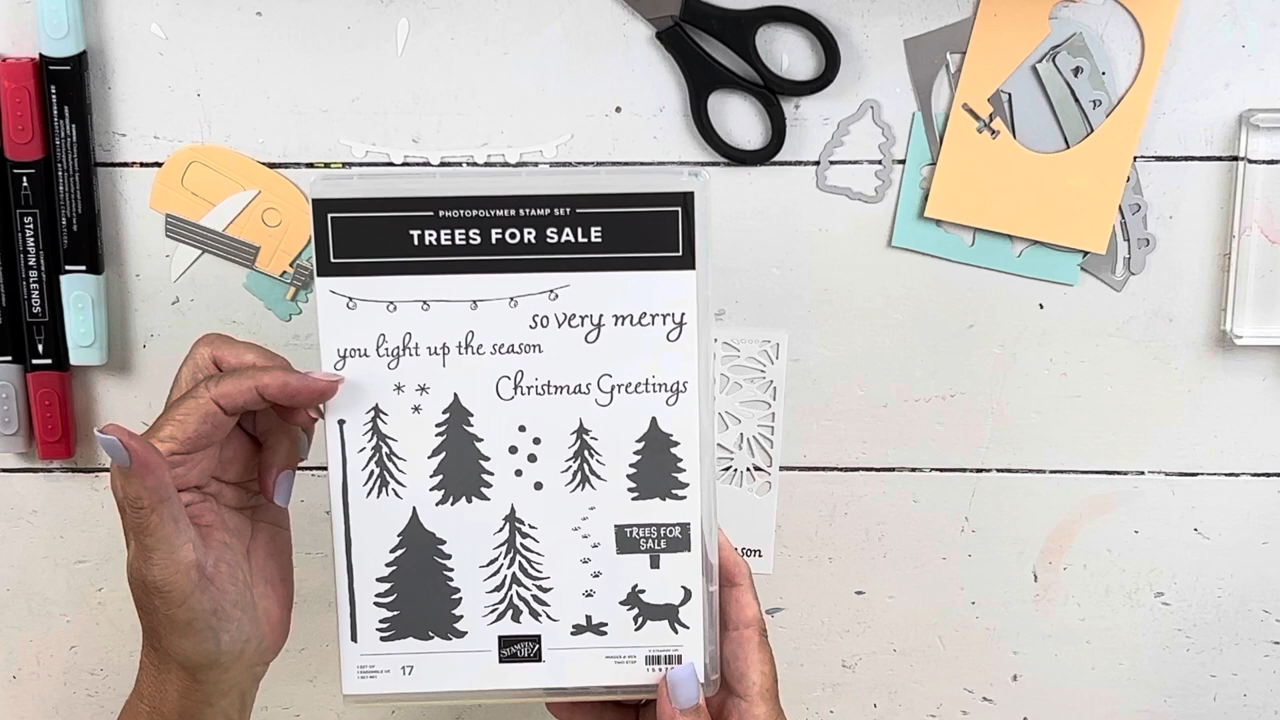 PHOTOPOLYMER STAMP SET
TREES FOR SALE
so very merry
you light up the season
Christmas Greetings
TREES FOR
SALE
STAMPIN' UP!
17
STAMPIN' BLENDS
son